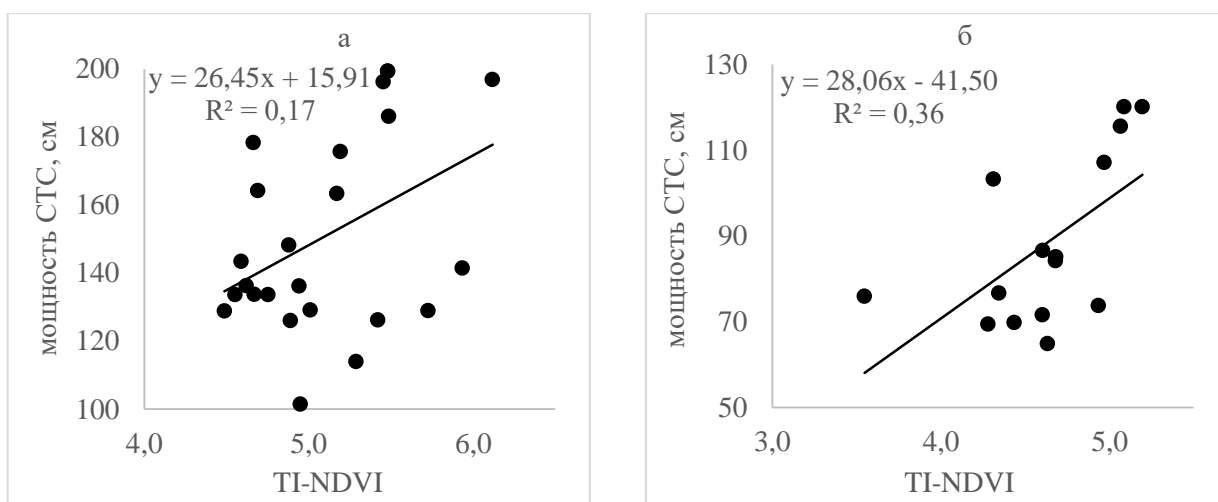 а
y = 26,45x + 15,91
R² = 0,17
мощность СТС, см
200
180
160
140
120
100
4,0 5,0 6,0
TI-NDVI
б
y = 28,06x - 41,50
R² = 0,36
мощность СТС, см
130
110
90
70
50
3,0 4,0 5,0
TI-NDVI